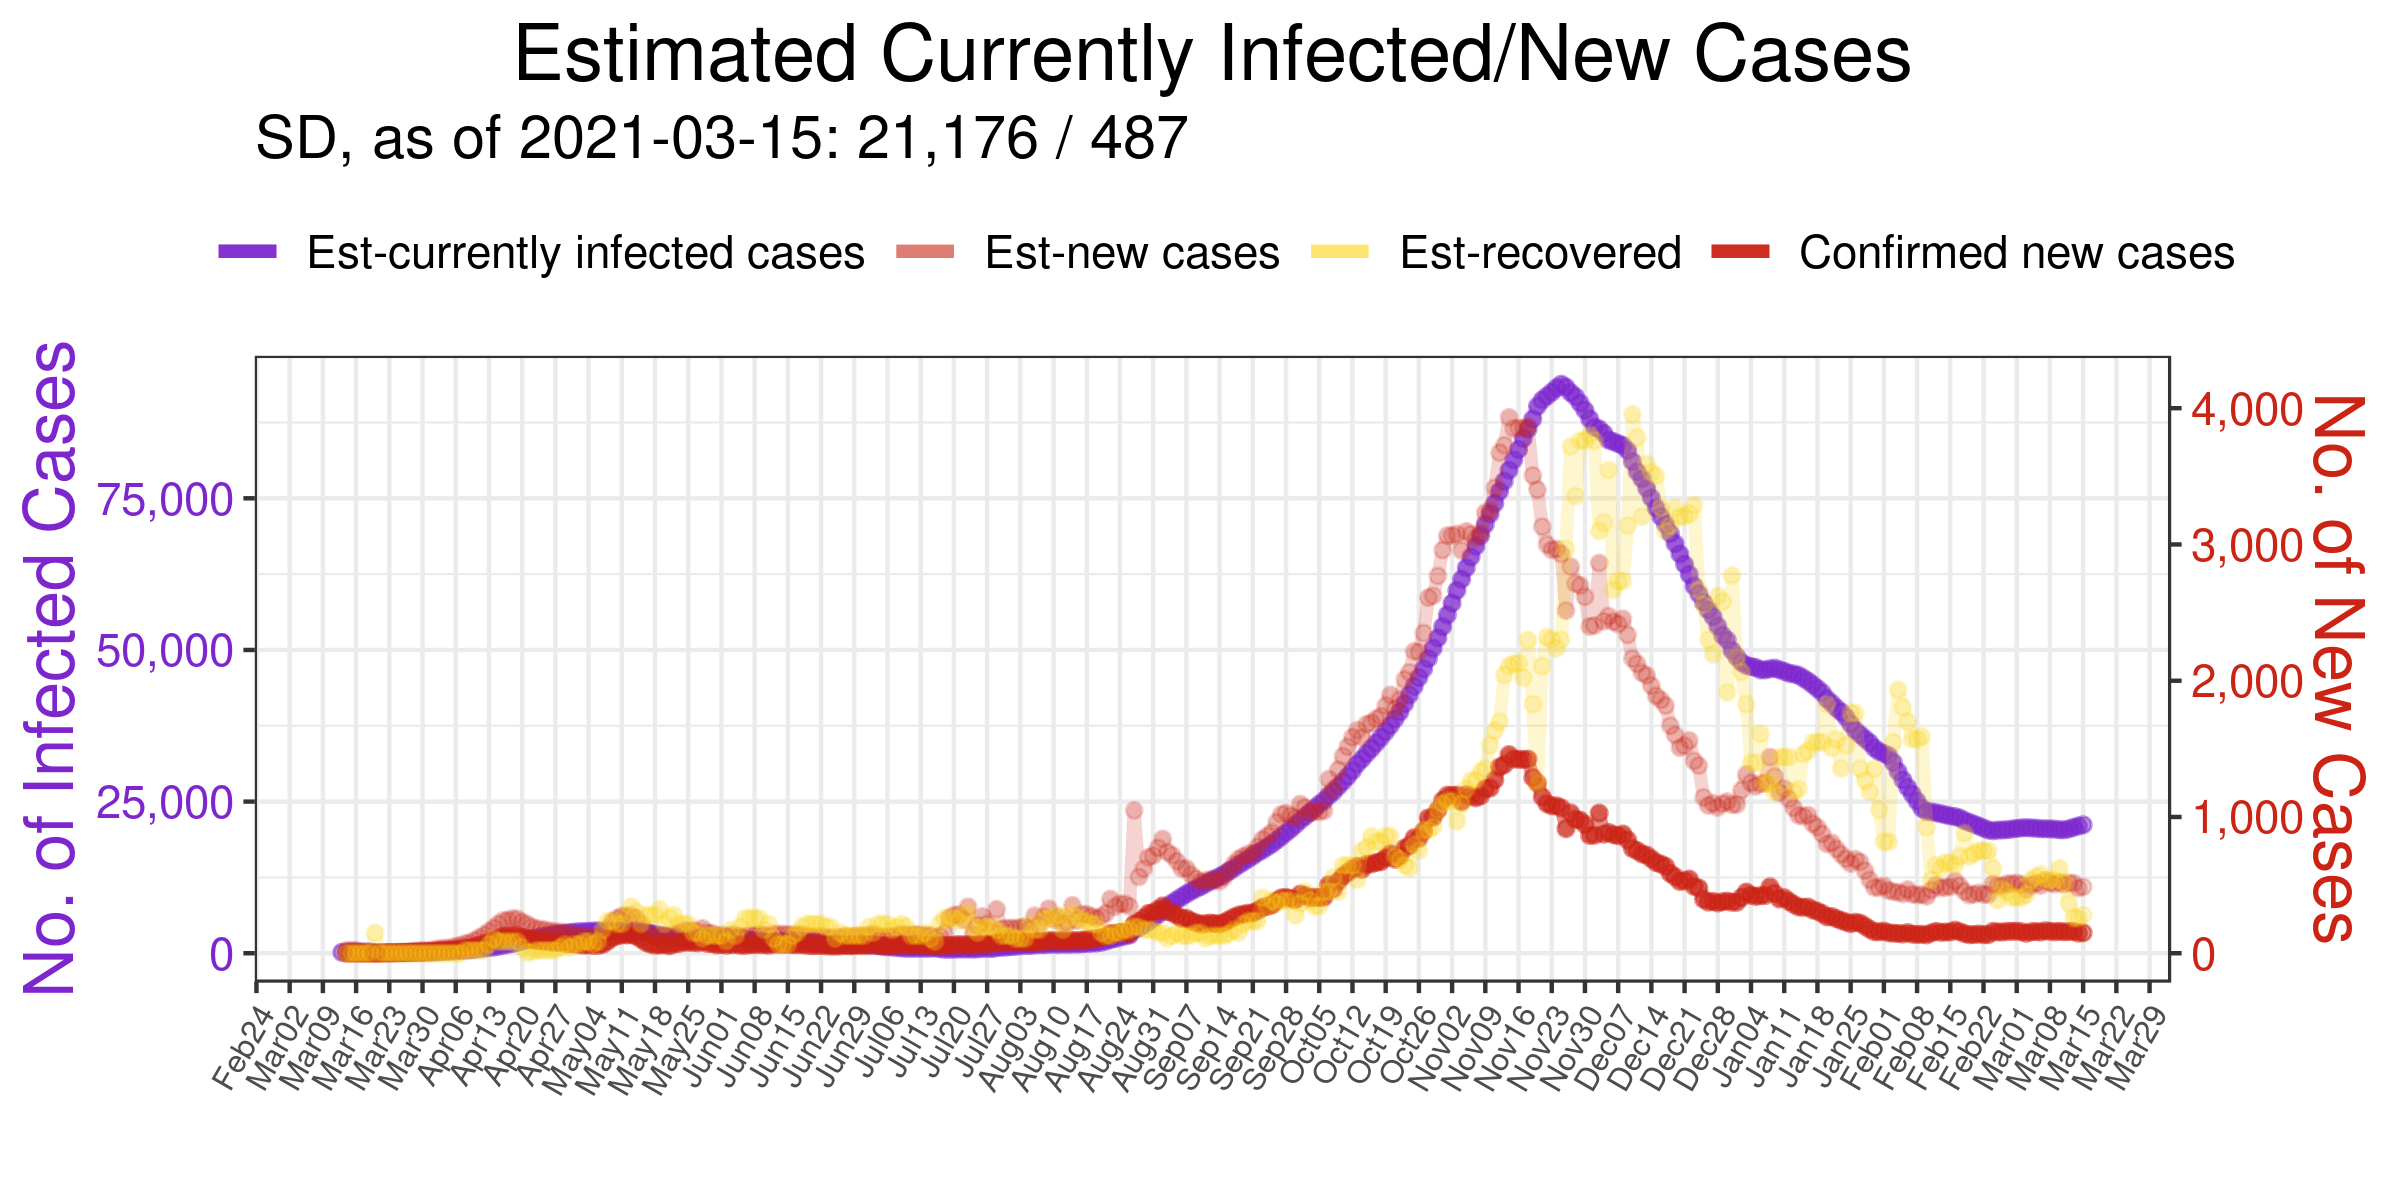 Estimated Currently Infected/New Cases
SD, as of 2021-03-15: 21,176 / 487
Est-currently infected cases Est-new cases Est-recovered Confirmed new cases
No. of Infected Cases
75,000
50,000
25,000
0
4,000
3,000
2,000
1,000
0
No. of New Cases
Feb24 Mar02 Mar09 Mar16 Mar23 Mar30 Apr06 Apr13 Apr20 Apr27 May04 May11 May18 May25 Jun01 Jun08 Jun15 Jun22 Jun29 Jul06 Jul13 Jul20 Jul27 Aug03 Aug10 Aug17 Aug24 Aug31 Sep07 Sep14 Sep21 Sep28 Oct05 Oct12 Oct19 Oct26 Nov02 Nov09 Nov16 Nov23 Nov30 Dec07 Dec14 Dec21 Dec28 Jan04 Jan11 Jan18 Jan25 Feb01 Feb08 Feb15 Feb22 Mar01 Mar08 Mar15 Mar22 Mar29